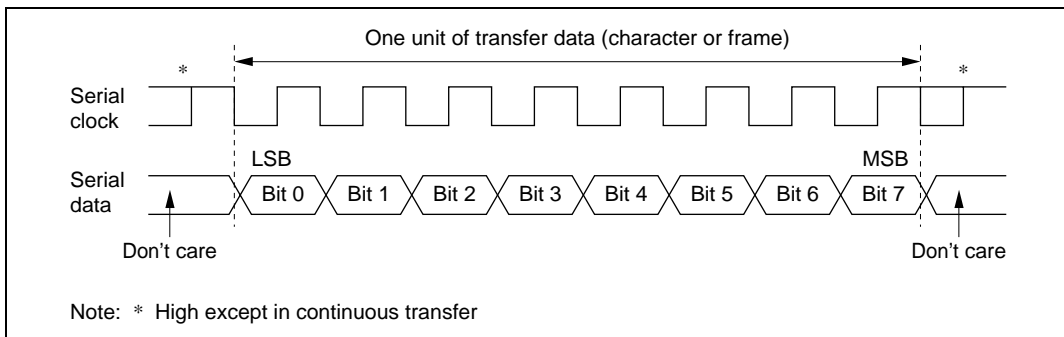 One unit of transfer data (character or frame)
* *
Serial
clock
LSB MSB
Serial
data
Bit 0 Bit 1 Bit 2 Bit 3 Bit 4 Bit 5 Bit 6 Bit 7
Don't care Don't care
Note: * High except in continuous transfer